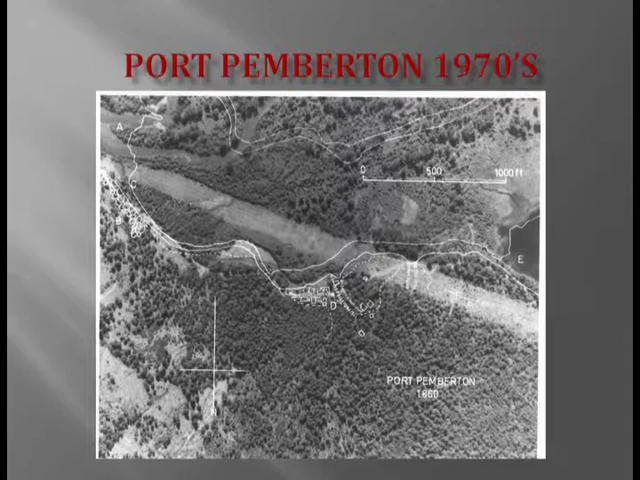 PORT PEMBERTON 1970'S
A
0 500 1000 ft
C
B
E
D
C
PORT PEMBERTON
1860
N